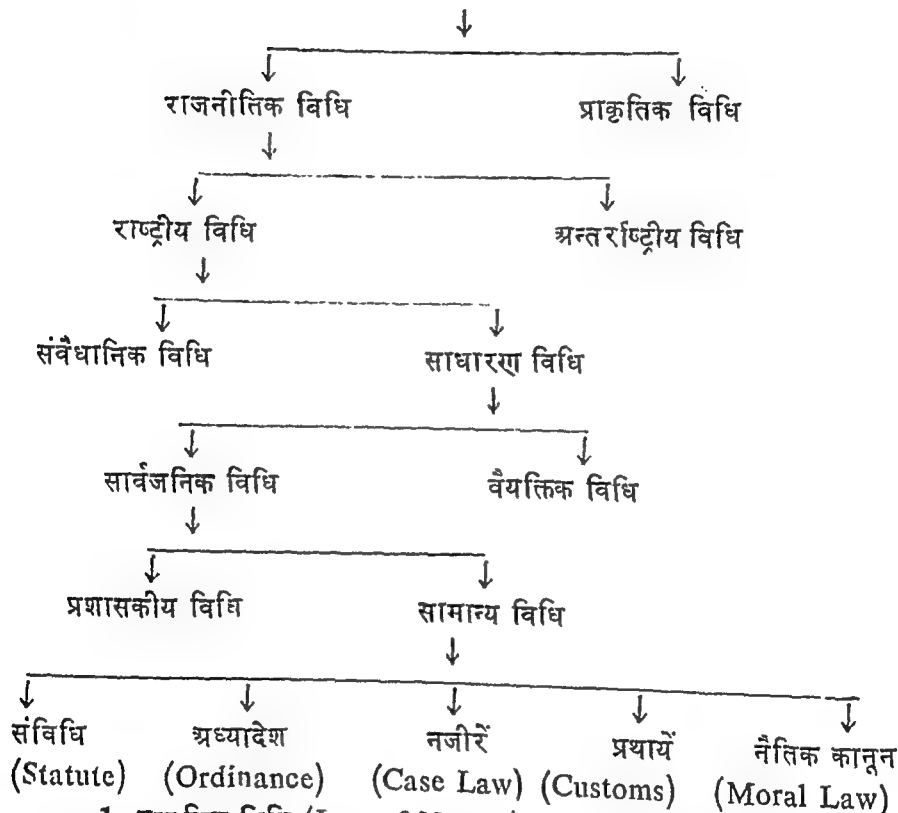 राजनीतिक विधि प्राकृतिक विधि
राष्ट्रीय विधि अन्तर्राष्ट्रीय विधि
संवैधानिक विधि साधारण विधि
सार्वजनिक विधि वैयक्तिक विधि
प्रशासकीय विधि सामान्य विधि
संविधि अध्यादेश नजीरें प्रथायें नैतिक कानून
(Statute) (Ordinance) (Case Law) (Customs) (Moral Law)